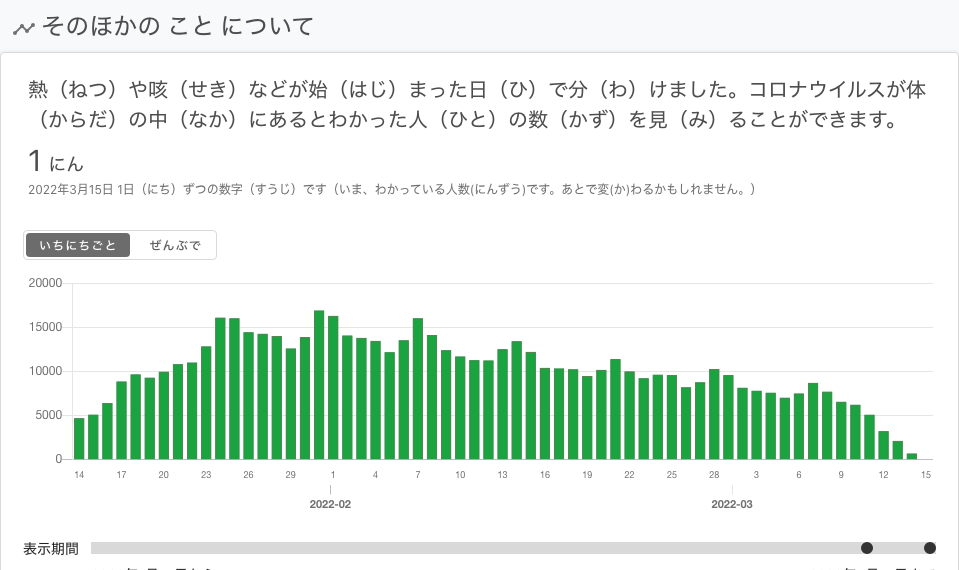 そのほかの こと について
熱（ねつ）や咳（せき）などが始（はじ）まった日（ひ）で分（わ）けました。コロナウイルスが体
（からだ）の中（なか）にあるとわかった人（ひと）の数（かず）を見（み）ることができます。
1 にん
2022年3月15日 1日（にち）ずつの数字（すうじ）です（いま、わかっている人数(にんずう)です。あとで変(か)わるかもしれません。）
いちにちごと ぜんぶで
20000
15000
10000
5000
0
14 17 20 23 26 29 1 4 7 10 13 16 19 22 25 28 3 6 9 12 15
2022-02 2022-03
表示期間